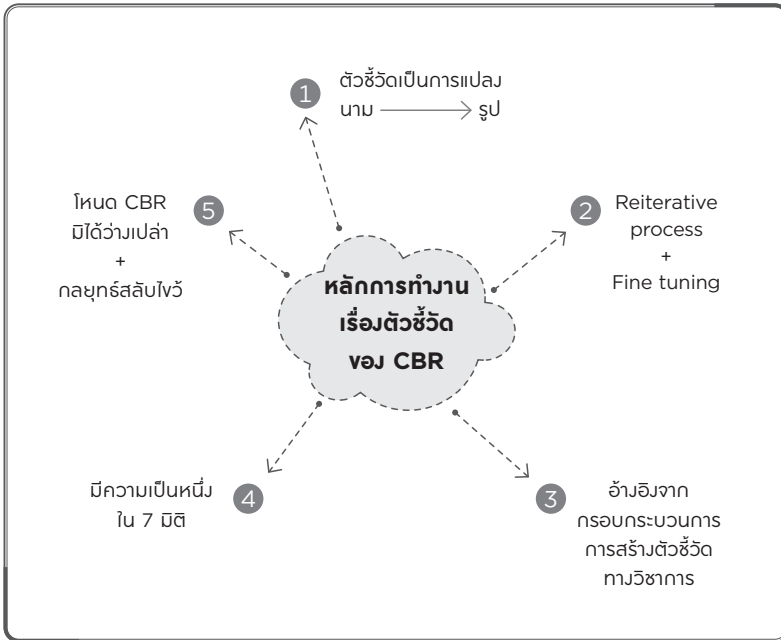 1
ตัวชี้วัดเป็นการแปลง
นาม ⟶ รูป
2
Reiterative
process
+
Fine tuning
3
อ้างอิงจาก
กรอบกระบวนการ
การสร้างตัวชี้วัด
ทางวิชาการ
4
มีความเป็นหนึ่ง
ใน 7 มิติ
5
โหนด CBR
มิได้ว่างเปล่า
+
กลยุทธ์สลับไขว้
หลักการทำงาน
เรื่องตัวชี้วัด
ของ CBR